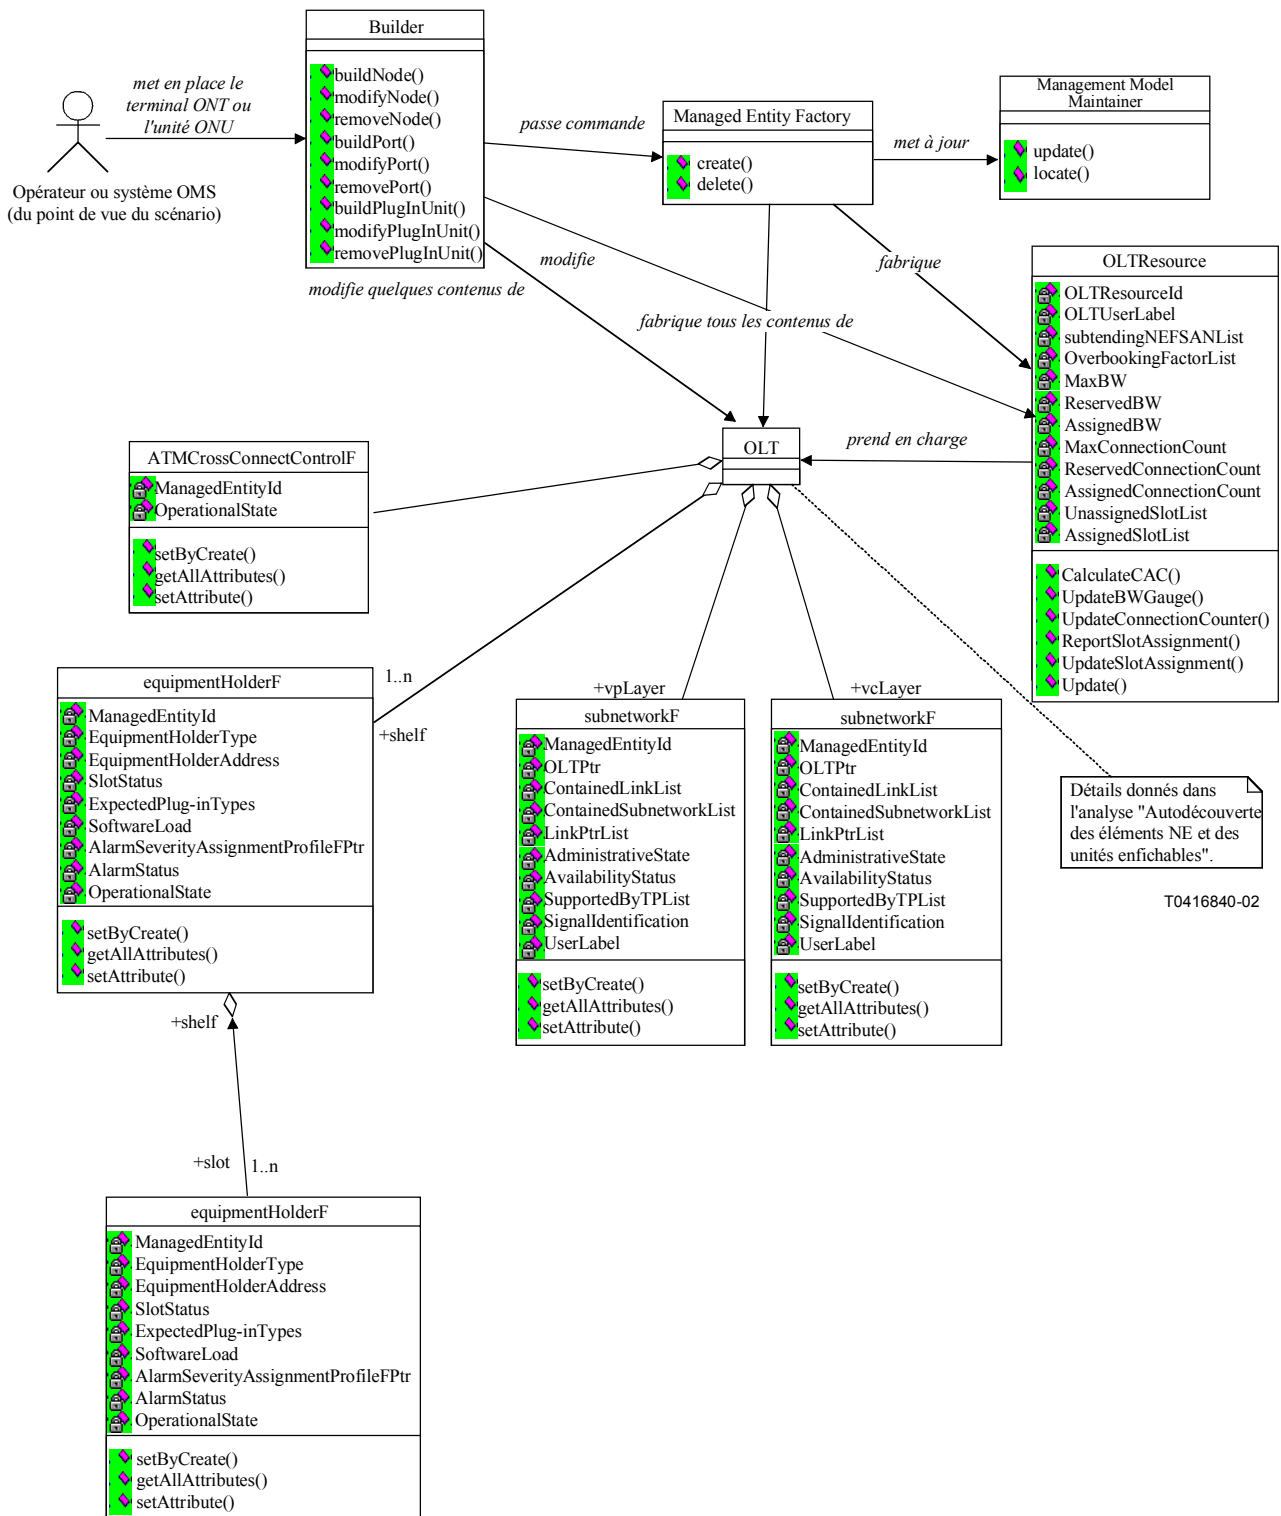 Builder
buildNode()
modifyNode()
removeNode()
buildPort()
modifyPort()
removePort()
buildPlugInUnit()
modifyPlugInUnit()
removePlugInUnit()
met en place le
terminal ONT ou
l'unité ONU
Opérateur ou système OMS
(du point de vue du scénario)
passe commande
Managed Entity Factory
create()
delete()
met à jour
Management Model
Maintainer
update()
locate()
modifie
modifie quelques contenus de
fabrique tous les contenus de
fabrique
OLTResource
OLTResourceId
OLTUserLabel
subtendingNEFSANList
OverbookingFactorList
MaxBW
ReservedBW
AssignedBW
MaxConnectionCount
ReservedConnectionCount
AssignedConnectionCount
UnassignedSlotList
AssignedSlotList
CalculateCAC()
UpdateBWGauge()
UpdateConnectionCounter()
ReportSlotAssignment()
UpdateSlotAssignment()
Update()
prend en charge
OLT
ATMCrossConnectControlF
ManagedEntityId
OperationalState
setByCreate()
getAllAttributes()
setAttribute()
equipmentHolderF
ManagedEntityId
EquipmentHolderType
EquipmentHolderAddress
SlotStatus
ExpectedPlug-inTypes
SoftwareLoad
AlarmSeverityAssignmentProfileFPtr
AlarmStatus
OperationalState
setByCreate()
getAllAttributes()
setAttribute()
1..n
+shelf
+vpLayer
subnetworkF
ManagedEntityId
OLTPtr
ContainedLinkList
ContainedSubnetworkList
LinkPtrList
AdministrativeState
AvailabilityStatus
SupportedByTPList
SignalIdentification
UserLabel
setByCreate()
getAllAttributes()
setAttribute()
+vcLayer
subnetworkF
ManagedEntityId
OLTPtr
ContainedLinkList
ContainedSubnetworkList
LinkPtrList
AdministrativeState
AvailabilityStatus
SupportedByTPList
SignalIdentification
UserLabel
setByCreate()
getAllAttributes()
setAttribute()
Détails donnés dans
l'analyse "Autodécouverte
des éléments NE et des
unités enfichables".
T0416840-02
+shelf
+slot
1..n
equipmentHolderF
ManagedEntityId
EquipmentHolderType
EquipmentHolderAddress
SlotStatus
ExpectedPlug-inTypes
SoftwareLoad
AlarmSeverityAssignmentProfileFPtr
AlarmStatus
OperationalState
setByCreate()
getAllAttributes()
setAttribute()